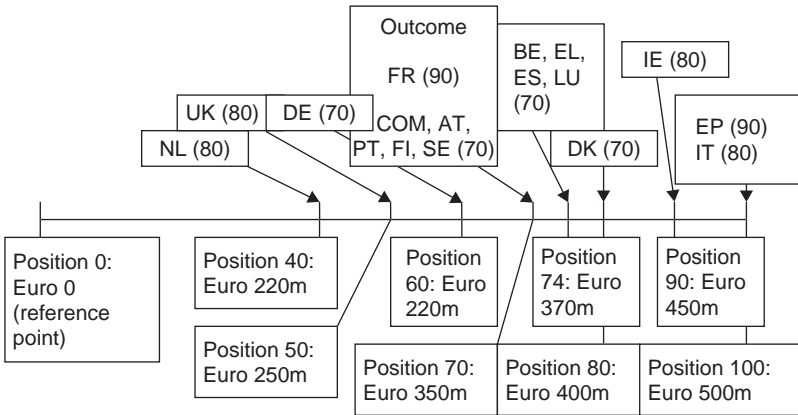 Outcome
FR (90)
COM, AT,
PT, FI, SE (70)
BE, EL,
ES, LU
(70)
IE (80)
UK (80)
DE (70)
EP (90)
IT (80)
NL (80)
DK (70)
Position 0:
Euro 0
(reference
point)
Position 40:
Euro 220m
Position
60: Euro
220m
Position
74: Euro
370m
Position
90: Euro
450m
Position 50:
Euro 250m
Position 70:
Euro 350m
Position 80:
Euro 400m
Position 100:
Euro 500m